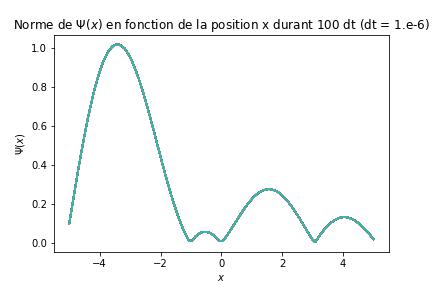 Norme de Ψ(x) en fonction de la position x durant 100 dt (dt = 1.e-6)
1.0
0.8
0.6
0.4
0.2
0.0
Ψ(x)
−4 −2 0 2 4
x